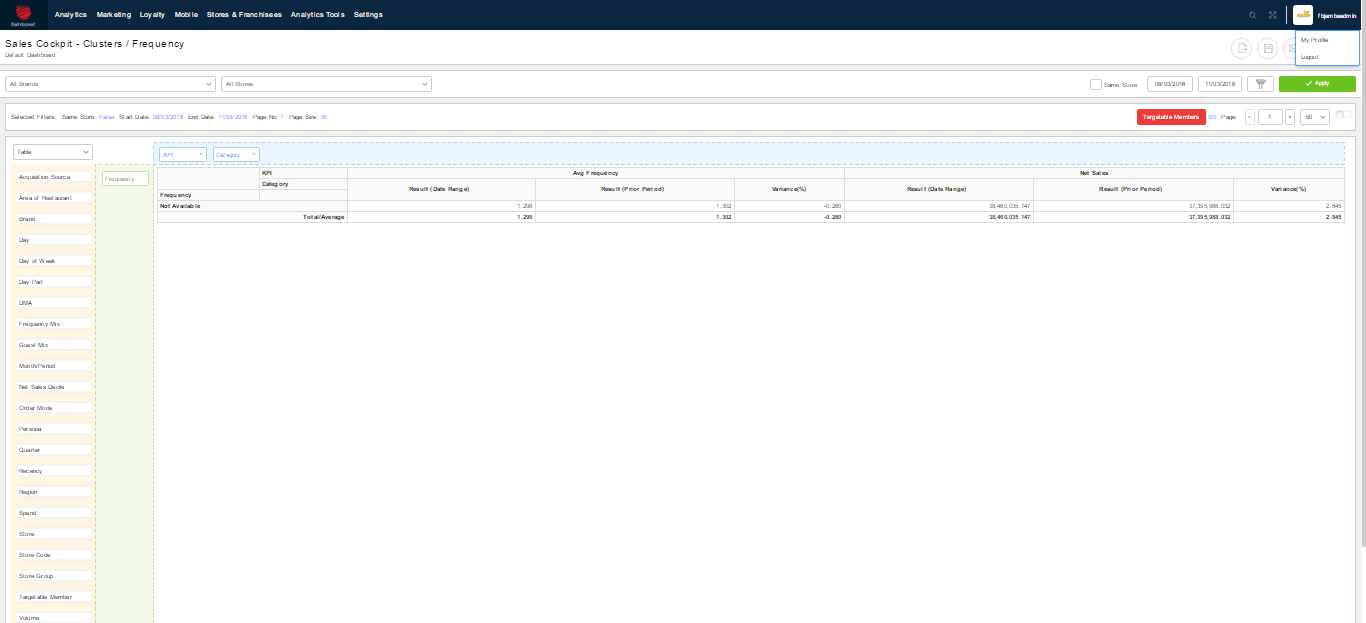 fishbowl
Analytics Marketing Loyalty Mobile Stores & Franchisees Analytics Tools Settings
fbjambaadmin
My Profile
Logout
Sales Cockpit - Clusters / Frequency
Default Dashboard
All Brands All Stores Same Store 08/03/2016 11/03/2016 Apply
Selected Filters: Same Store: False Start Date: 08/03/2016 End Date: 11/03/2016 Page No: 1 Page Size: 50 Targetable Members 0/0 Page: < 1 > 50
Table KPI Category
Frequency
KPI Avg Frequency Net Sales
Category Result (Date Range) Result (Prior Period) Variance(%) Result (Date Range) Result (Prior Period) Variance(%)
Frequency
Not Available 1.298 1.302 -0.260 38,460,035.147 37,395,988.032 2.845
Total/Average 1.298 1.302 -0.260 38,460,035.147 37,395,988.032 2.845
Acquisition Source
Area of Restaurant
Brand
Day
Day of Week
Day Part
DMA
Frequency Mix
Guest Mix
Month/Period
Net Sales Decile
Order Mode
Persona
Quarter
Recency
Region
Spend
Store
Store Code
Store Group
Targetable Member
Volume